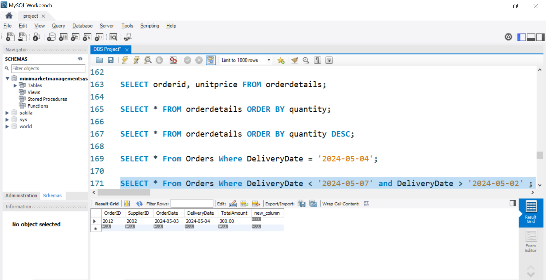 MySQL Workbench
project ×
File Edit View Query Database Server Tools Scripting Help
Navigator
DBS Project* ×
SCHEMAS
Limit to 1000 rows
Filter objects
Tables
Views
Stored Procedures
Functions
sakila
sys
world
162
163 SELECT orderid, unitprice FROM orderdetails;
164
165 SELECT * FROM orderdetails ORDER BY quantity;
166
167 SELECT * FROM orderdetails ORDER BY quantity DESC;
168
169 SELECT * From Orders Where DeliveryDate = '2024-05-04';
170
171 SELECT * From Orders Where DeliveryDate < '2024-05-07' and DeliveryDate > '2024-05-02' ;
Administration Schemas
Information
No object selected
Result Grid Filter Rows: Edit: Export/Import: Wrap Cell Content:
OrderID SupplierID OrderDate DeliveryDate TotalAmount new_column
2012 2002 2024-05-03 2024-05-04 300.00 NULL
NULL NULL NULL NULL NULL NULL
Result Grid
Form Editor